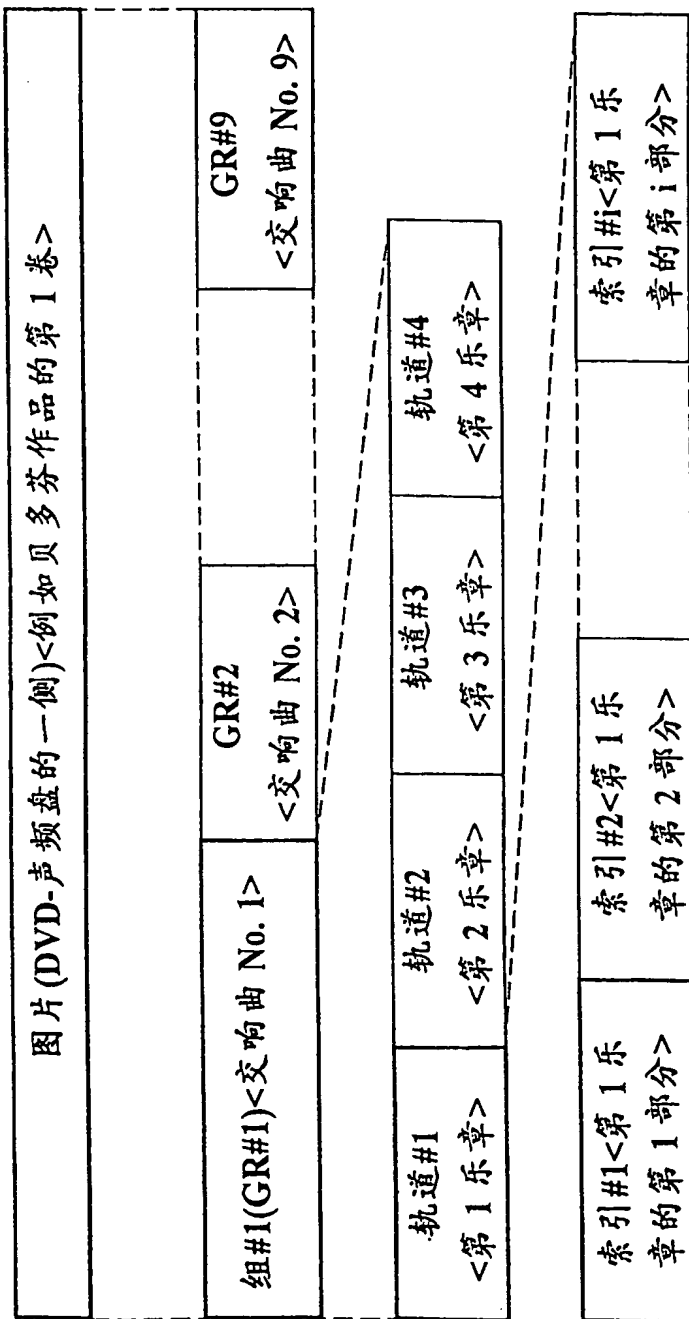 图片(DVD-声频盘的一侧)<例如贝多芬作品的第1卷>
组#1(GR#1)<交响曲 No. 1>
GR#2
<交响曲 No. 2>
GR#9
<交响曲 No. 9>
轨道#1
<第1乐章>
轨道#2
<第2乐章>
轨道#3
<第3乐章>
轨道#4
<第4乐章>
索引#1<第1乐
章的第1部分>
索引#2<第1乐
章的第2部分>
索引#i<第1乐
章的第i部分>